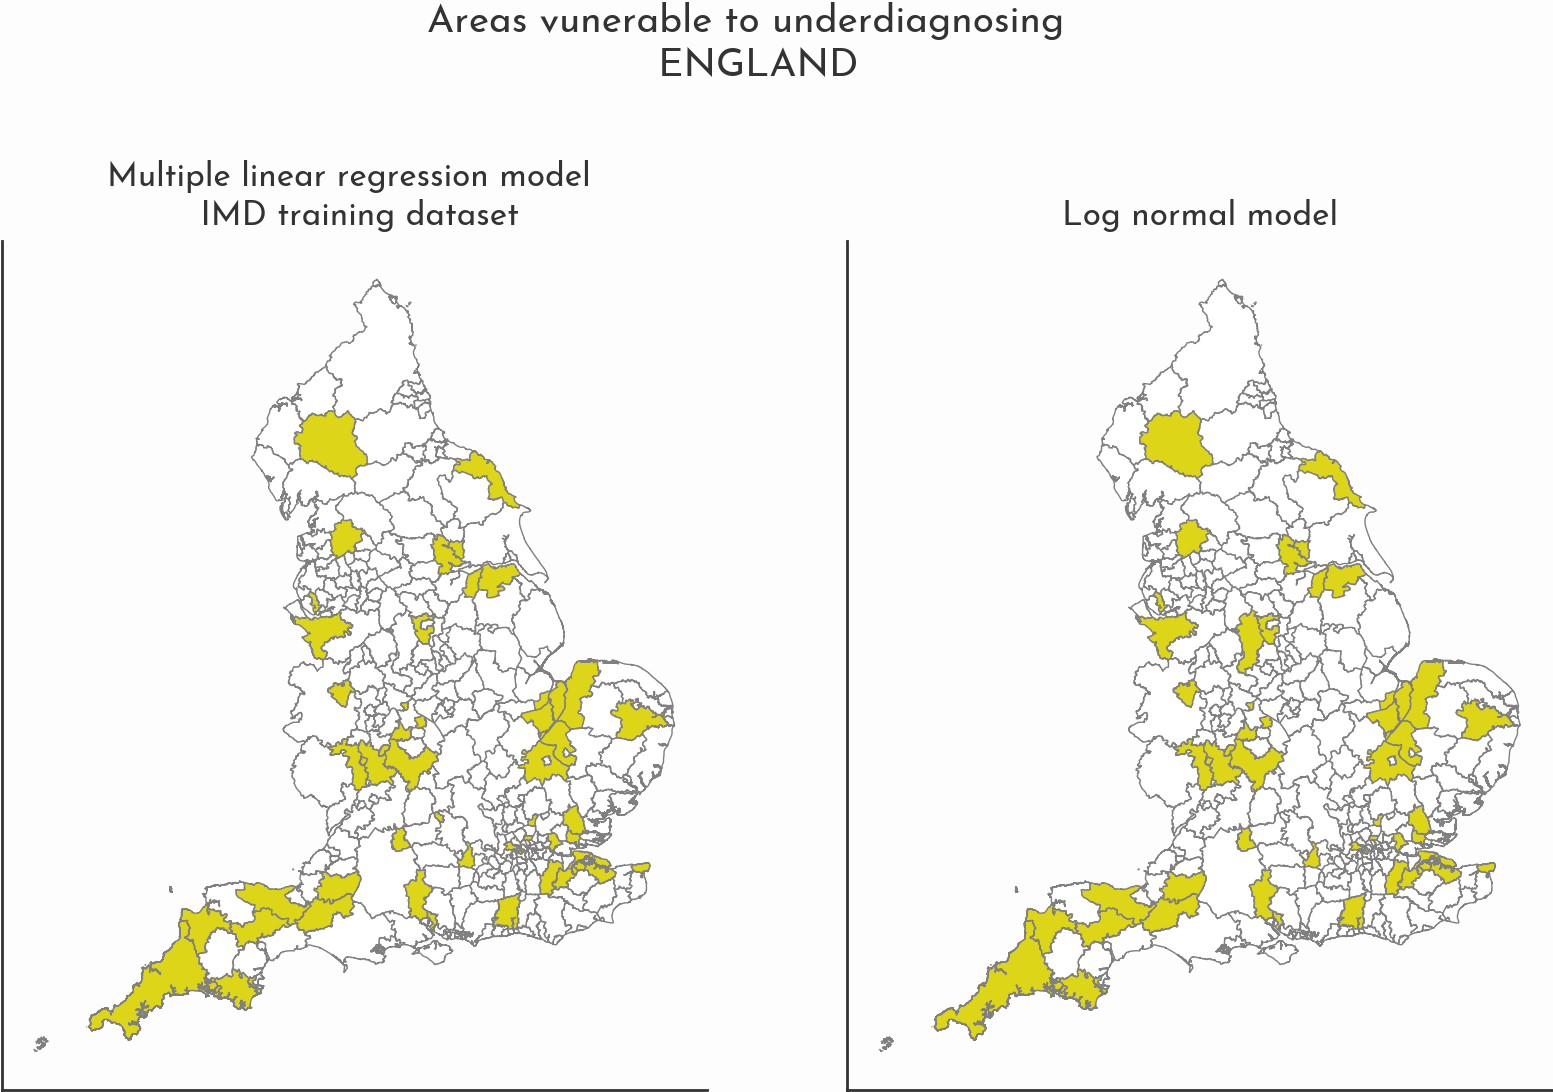 Areas vunerable to underdiagnosing
ENGLAND
Multiple linear regression model
IMD training dataset
Log normal model